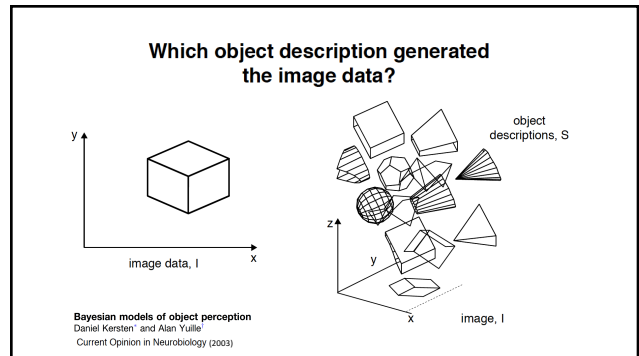 Which object description generated
the image data?
y
x
image data, I
object
descriptions, S
z
y
x
image, I
Bayesian models of object perception
Daniel Kersten* and Alan Yuille†
Current Opinion in Neurobiology (2003)